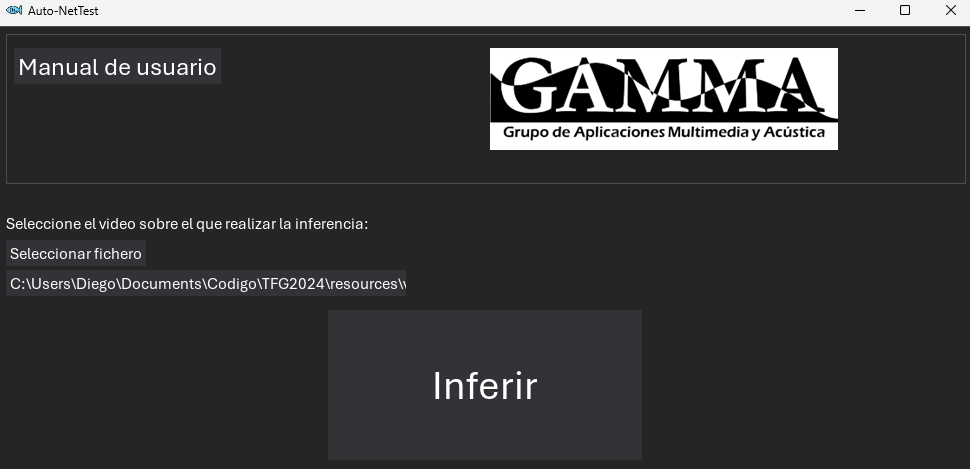 Auto-NetTest
Manual de usuario
GAMMA
Grupo de Aplicaciones Multimedia y Acústica
Seleccione el video sobre el que realizar la inferencia:
Seleccionar fichero
C:\Users\Diego\Documents\Codigo\TFG2024\resources\
Inferir